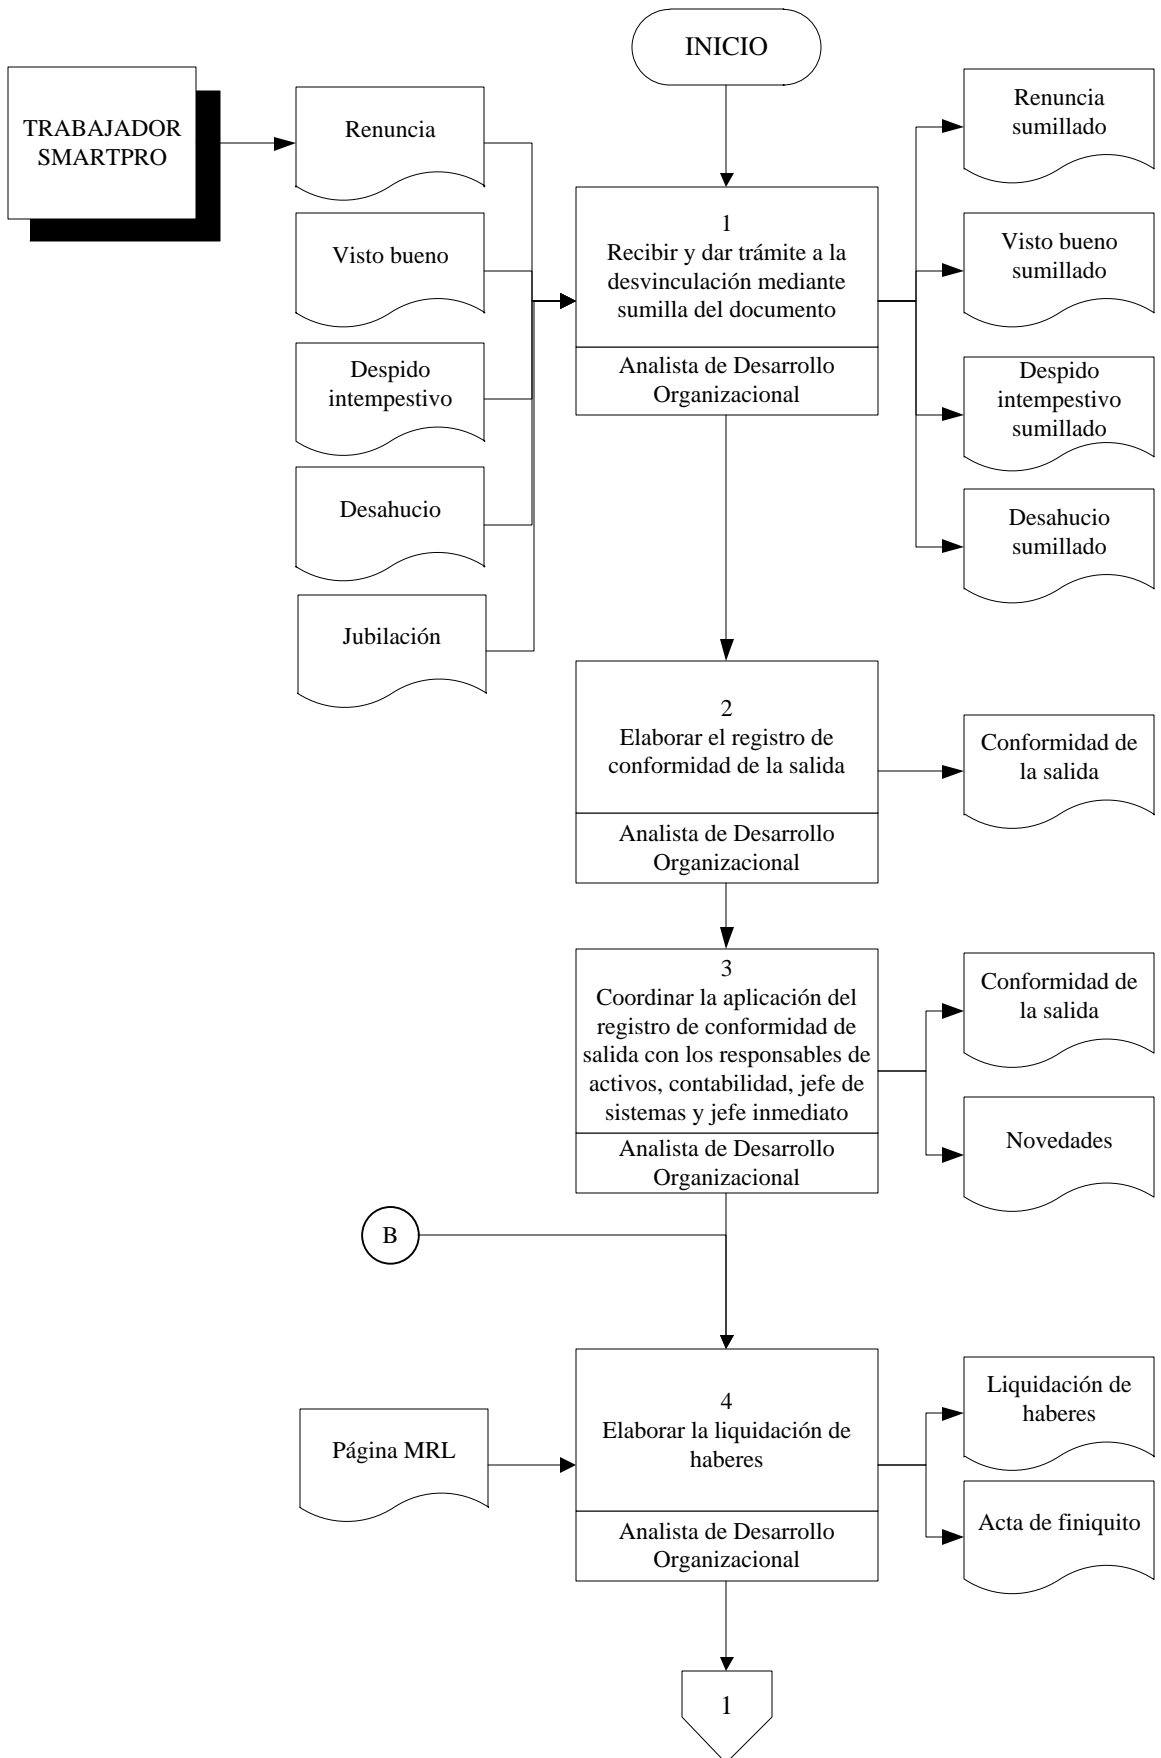 INICIO
TRABAJADOR
SMARTPRO
Renuncia
Visto bueno
Despido
intempestivo
Desahucio
Jubilación
1
Recibir y dar trámite a la
desvinculación mediante
sumilla del documento
Analista de Desarrollo
Organizacional
Renuncia
sumillado
Visto bueno
sumillado
Despido
intempestivo
sumillado
Desahucio
sumillado
2
Elaborar el registro de
conformidad de la salida
Analista de Desarrollo
Organizacional
Conformidad de
la salida
3
Coordinar la aplicación del
registro de conformidad de
salida con los responsables de
activos, contabilidad, jefe de
sistemas y jefe inmediato
Analista de Desarrollo
Organizacional
Conformidad de
la salida
Novedades
B
Página MRL
4
Elaborar la liquidación de
haberes
Analista de Desarrollo
Organizacional
Liquidación de
haberes
Acta de finiquito
1